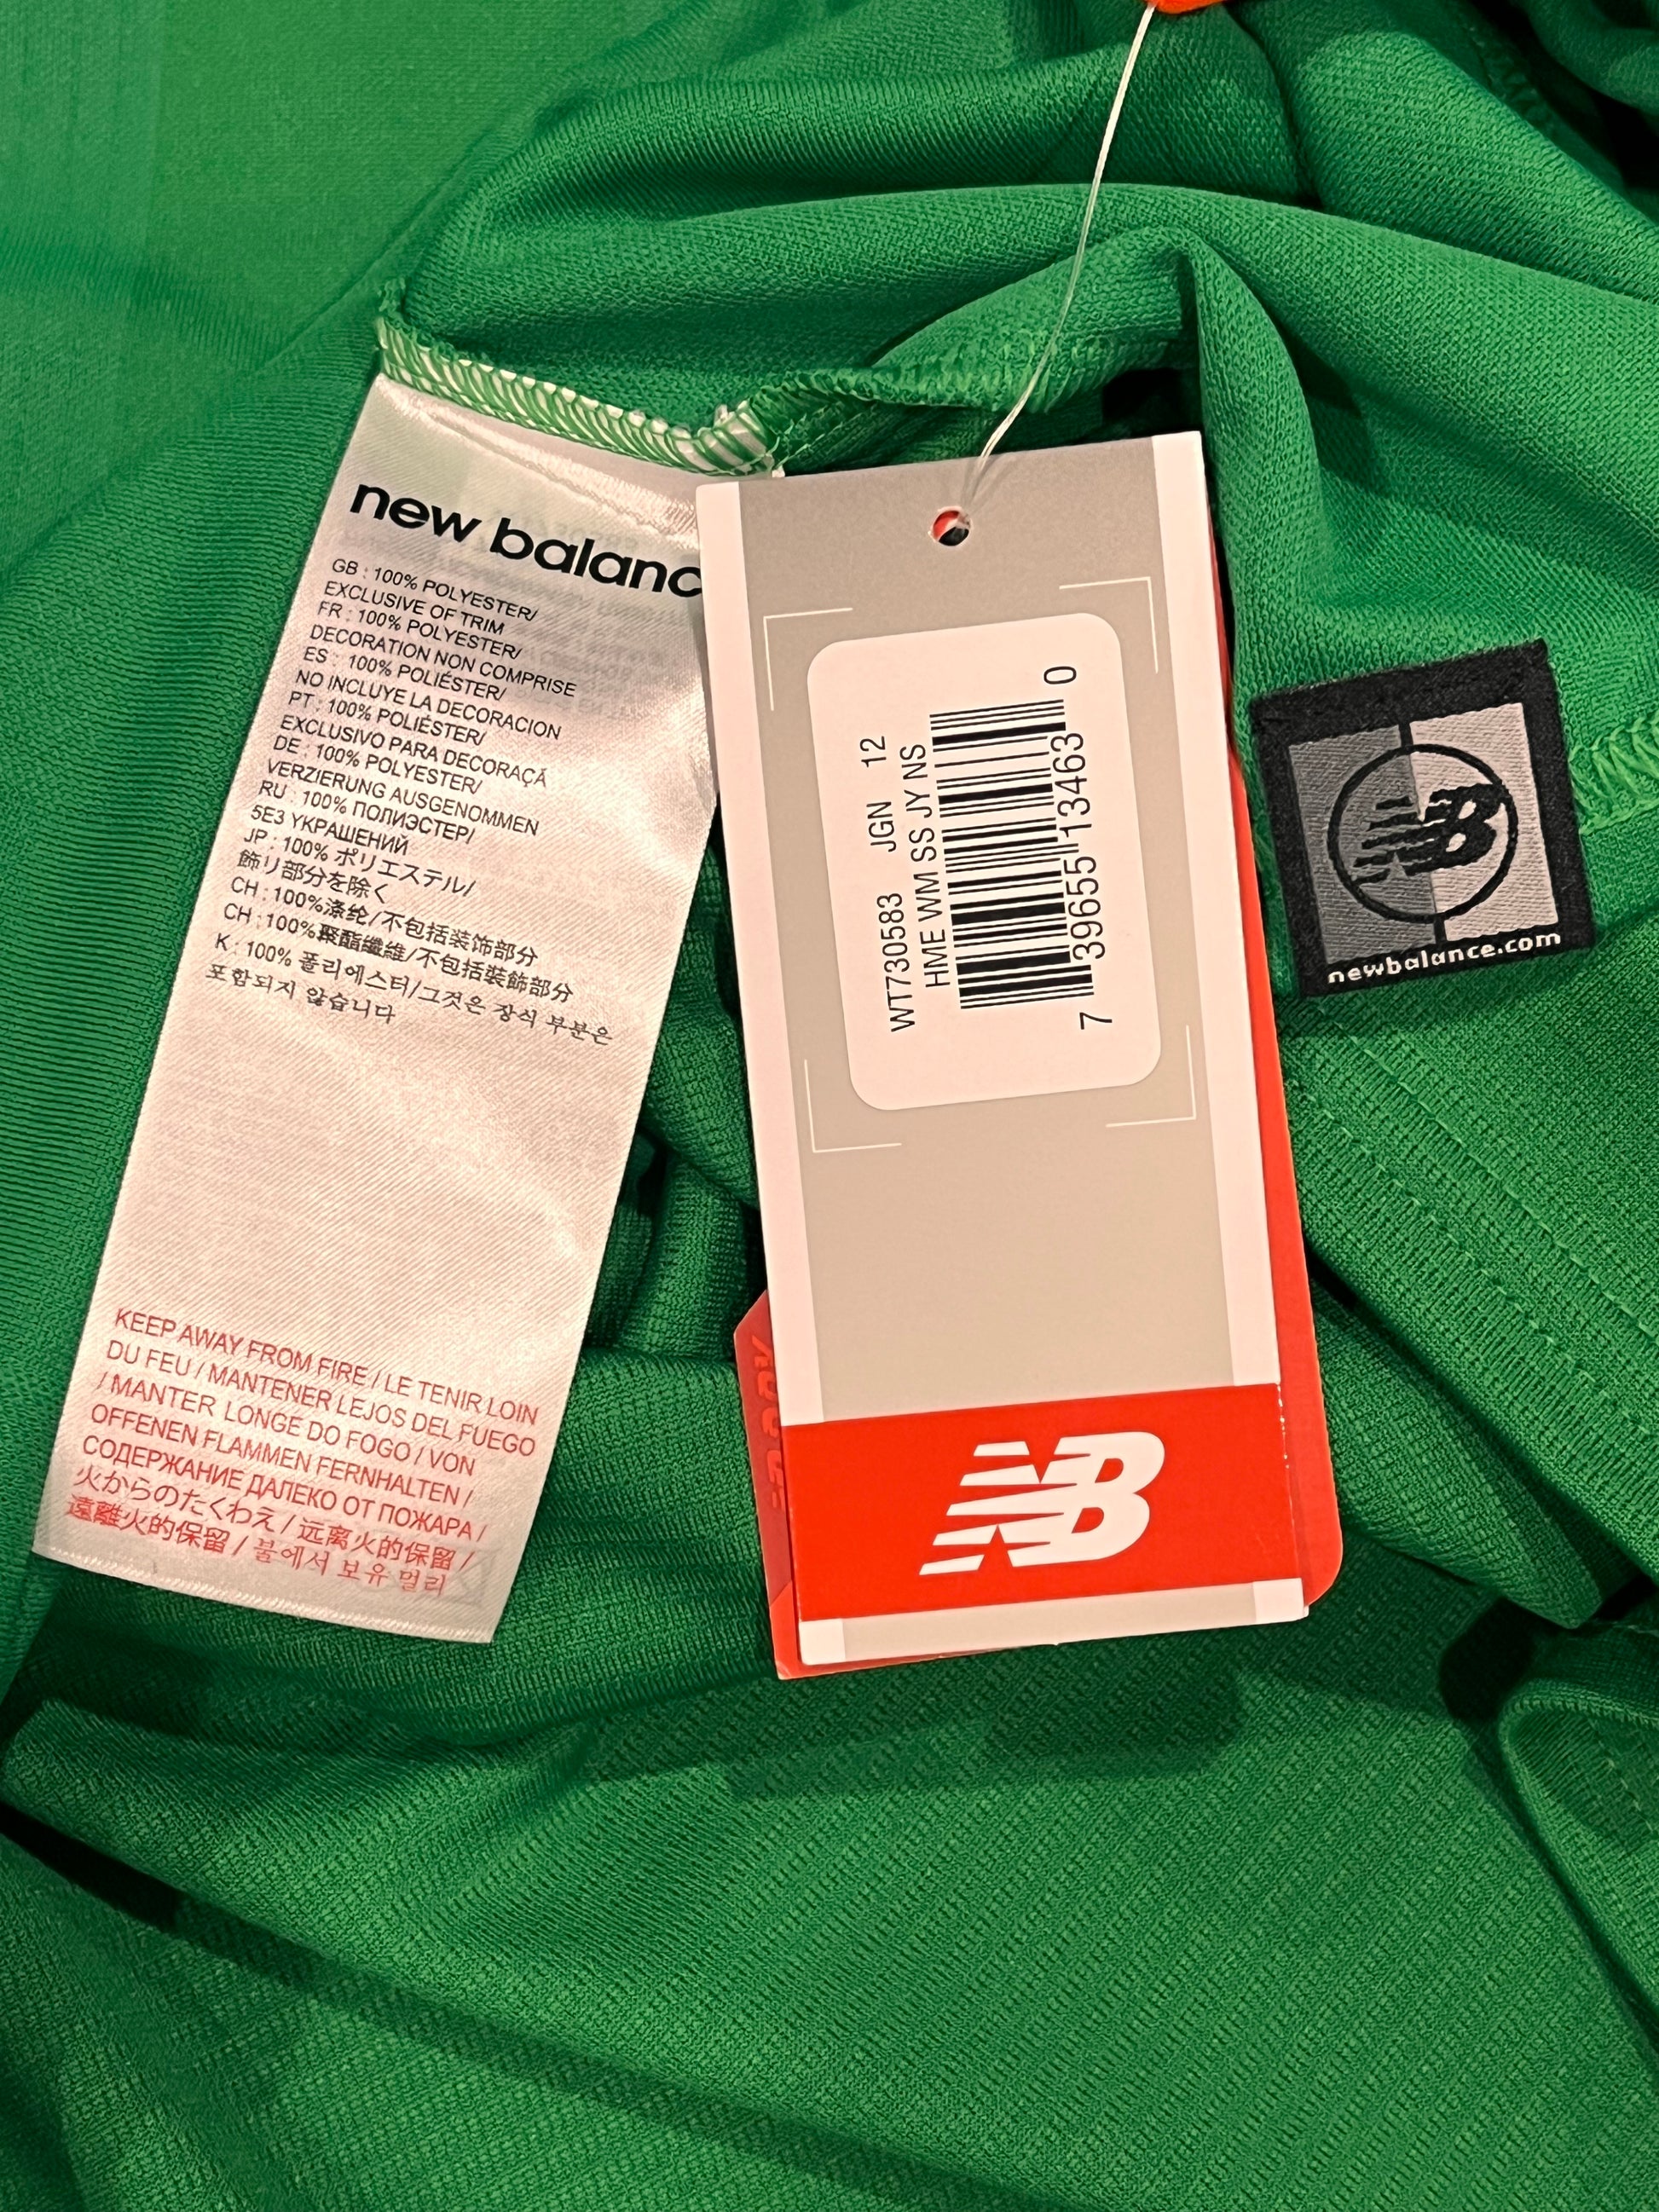 new balanc
GB : 100% POLYESTER/
EXCLUSIVE OF TRIM
FR : 100% POLYESTER/
DECORATION NON COMPRISE
ES : 100% POLIÉSTER/
NO INCLUYE LA DECORACION
PT : 100% POLIÉSTER/
EXCLUSIVO PARA DECORAÇÃ
DE : 100% POLYESTER/
VERZIERUNG AUSGENOMMEN
RU : 100% ПОЛИЭСТЕР/
5E3 УКРАШЕНИЙ
JP : 100% ポリエステル/
飾り部分を除く
CH : 100%涤纶/不包括装饰部分
CH : 100%聚酯纖維/不包括裝飾部分
K : 100% 폴리에스터/그것은 장식 부분은
포함되지 않습니다
KEEP AWAY FROM FIRE / LE TENIR LOIN
DU FEU / MANTENER LEJOS DEL FUEGO
/ MANTER LONGE DO FOGO / VON
OFFENEN FLAMMEN FERNHALTEN /
СОДЕРЖАНИЕ ДАЛЕКО ОТ ПОЖАРА /
火からのたくわえ / 远离火的保留 /
遠離火的保留 / 불에서 보유 멀리
WT730583 JGN 12
HME WM SS JY NS
7 39655 13463 0
NB
NB
newbalance.com